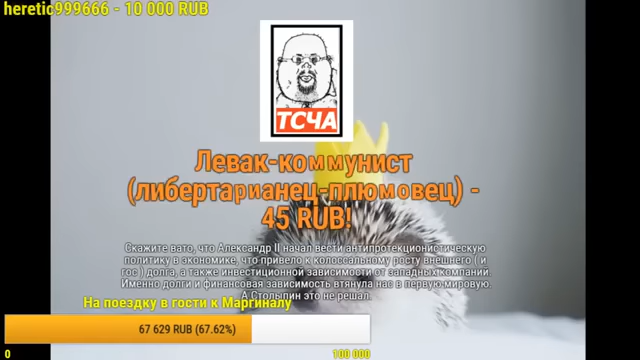 heretic999666 - 10 000 RUB
ТСЧА
Левак-коммунист
(либертарианец-плюмовец) -
45 RUB!
Скажите вато, что Александр II начал вести антипротекционистическую
политику в экономике, что привело к колоссальному росту внешнего ( и
гос ) долга, а также инвестиционной зависимости от западных компаний.
Именно долги и финансовая зависимость втянула нас в первую мировую.
А Столыпин это не решал.
На поездку в гости к Маргиналу
67 629 RUB (67.62%)
0 100 000